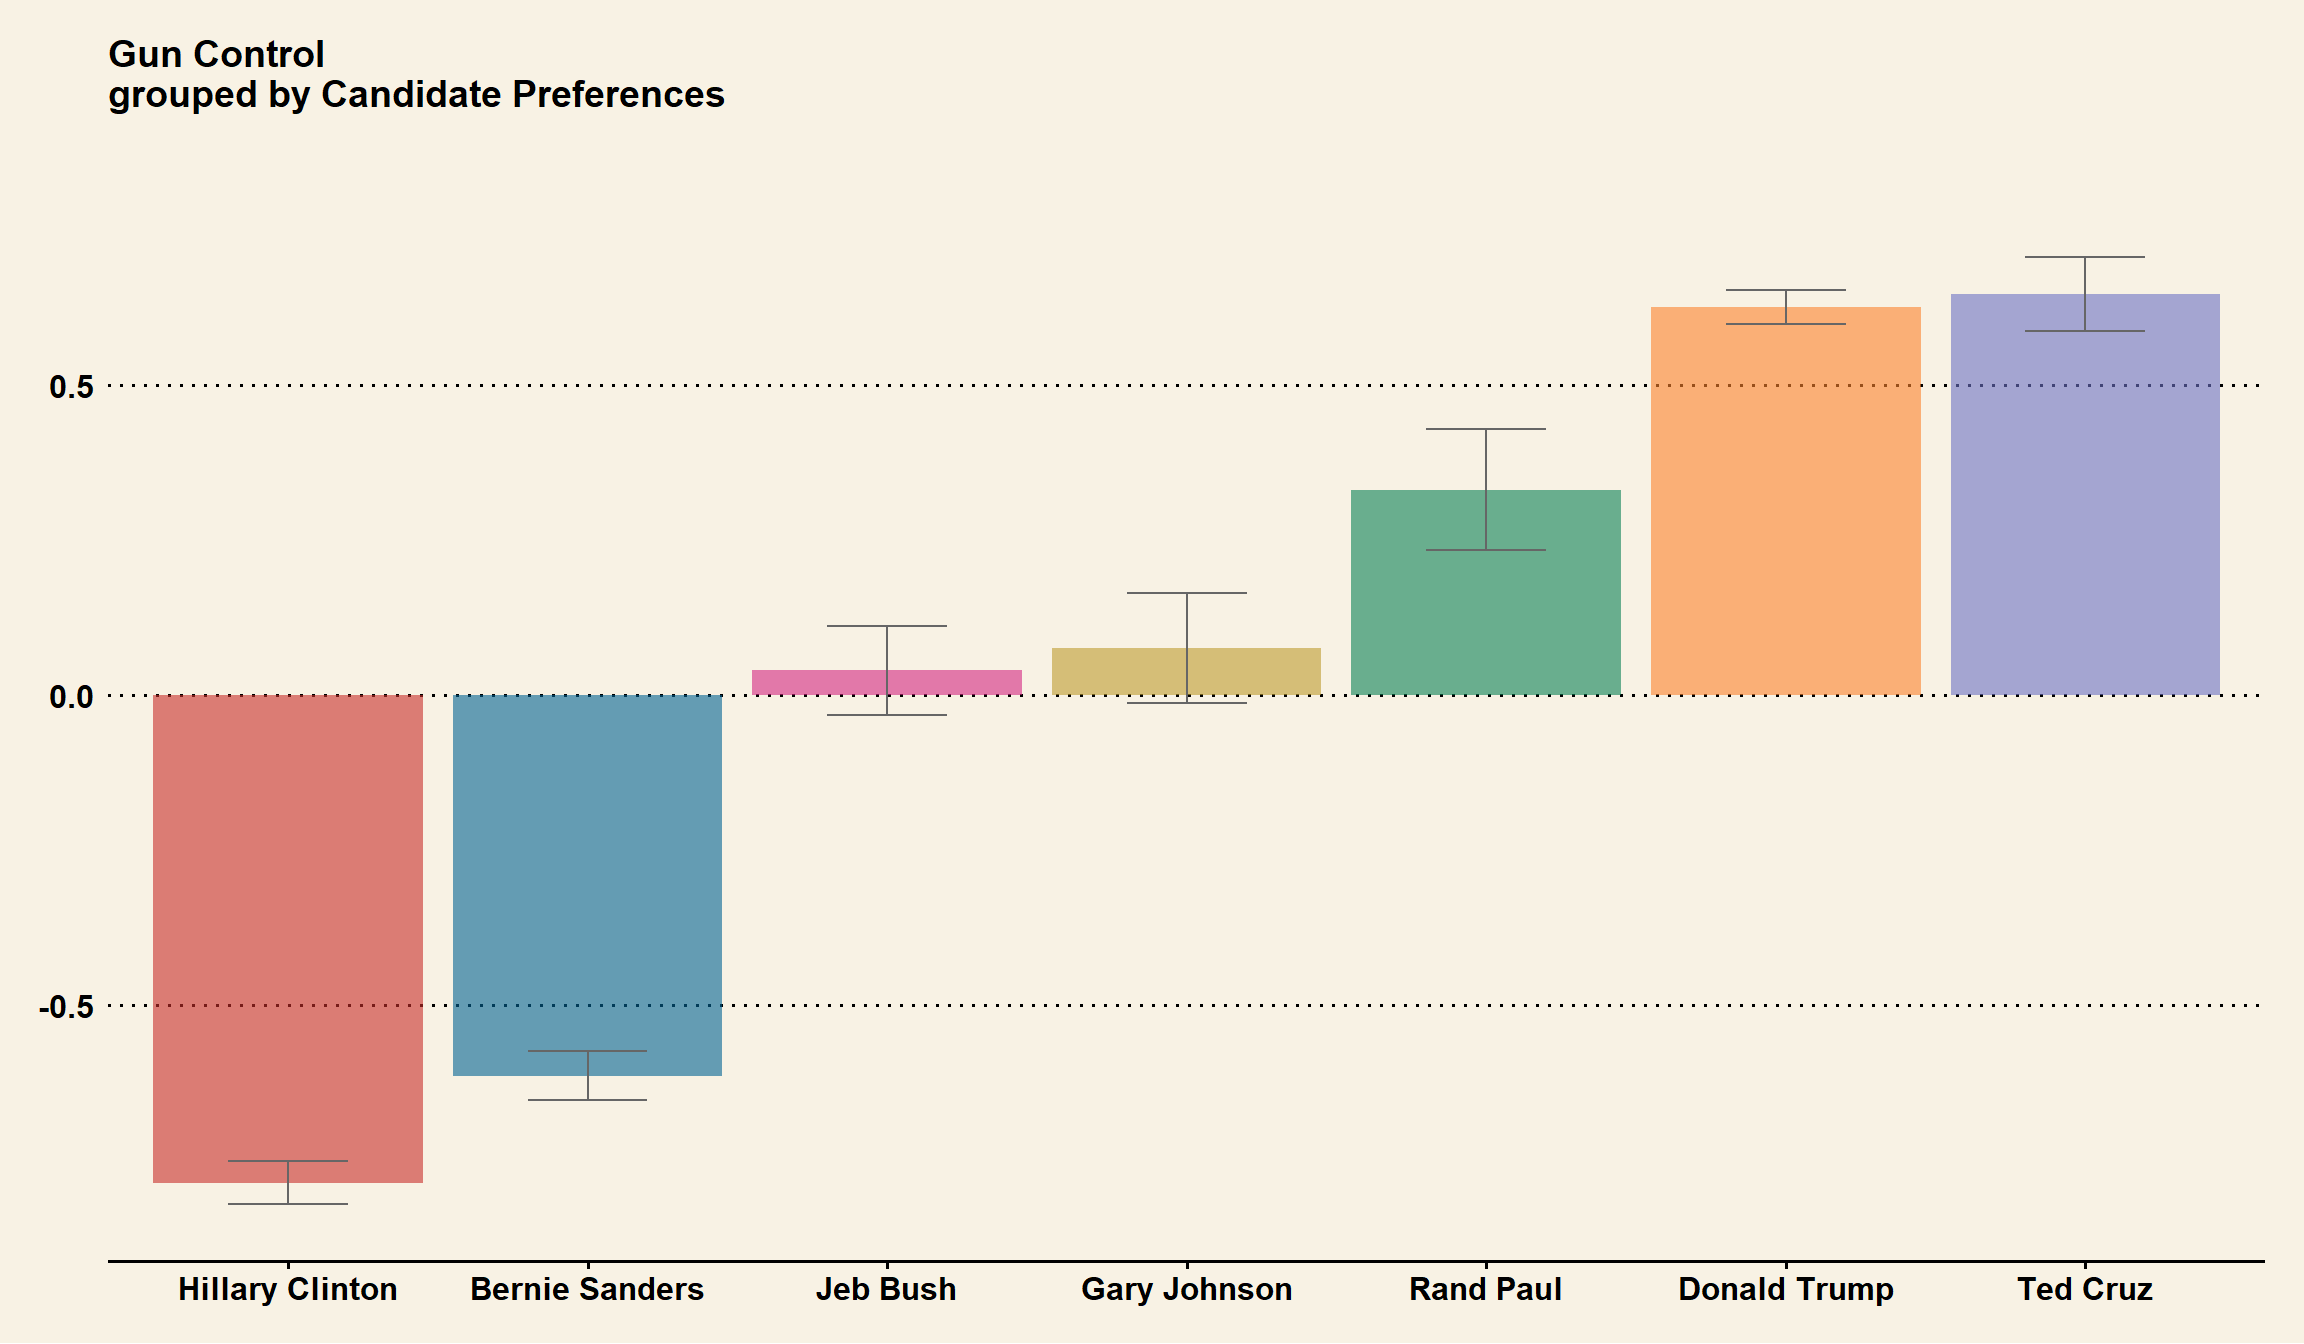 Gun Control
grouped by Candidate Preferences
0.5
0.0
-0.5
Hillary Clinton Bernie Sanders Jeb Bush Gary Johnson Rand Paul Donald Trump Ted Cruz